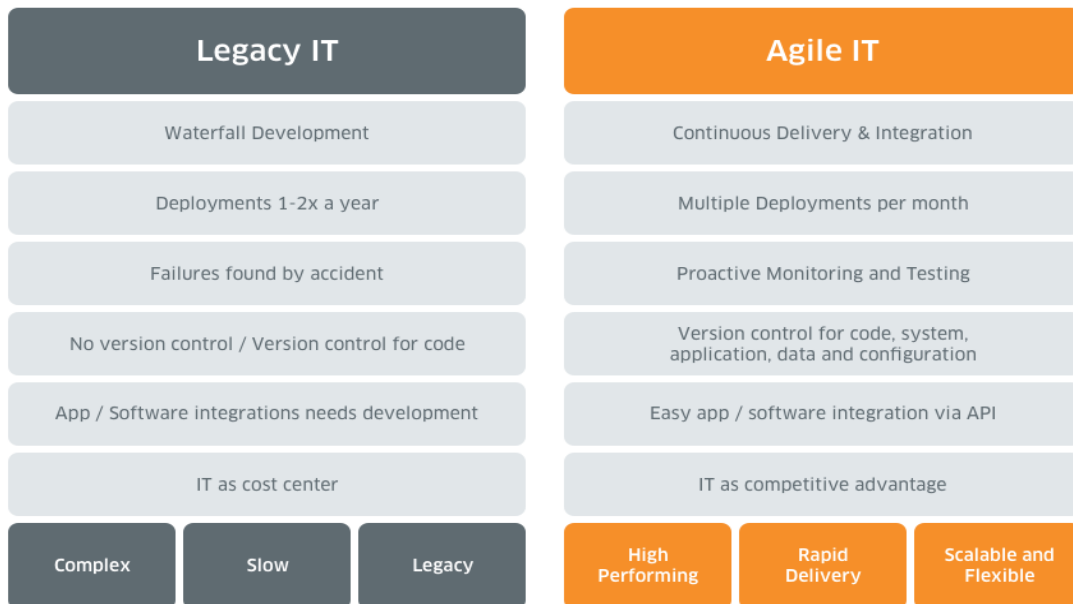 Legacy IT
Waterfall Development
Deployments 1-2x a year
Failures found by accident
No version control / Version control for code
App / Software integrations needs development
IT as cost center
Complex
Slow
Legacy
Agile IT
Continuous Delivery & Integration
Multiple Deployments per month
Proactive Monitoring and Testing
Version control for code, system,
application, data and configuration
Easy app / software integration via API
IT as competitive advantage
High
Performing
Rapid
Delivery
Scalable and
Flexible